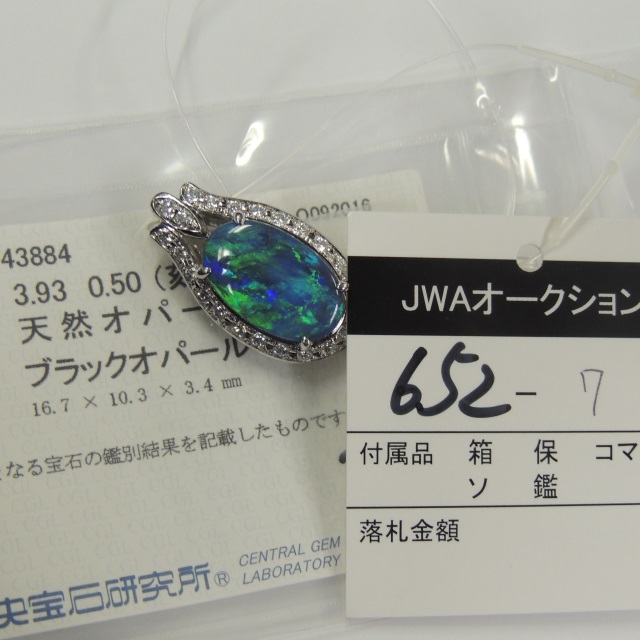 O092016
43884
3.93 0.50 (刻
天然オパー
ブラックオパール
16.7 × 10.3 × 3.4 mm
なる宝石の鑑別結果を記載したものです
央宝石研究所®
CENTRAL GEM
LABORATORY
JWAオークション
652-7
付属品 箱 保 コマ
ソ 鑑
落札金額